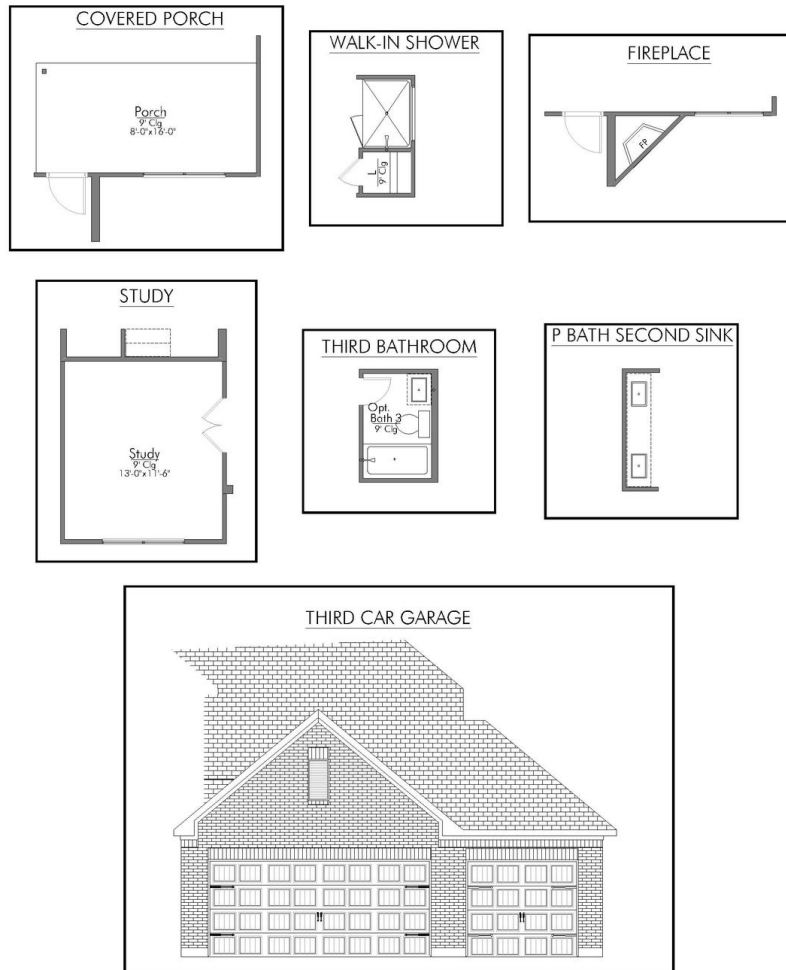 COVERED PORCH
Porch
9' Clg
8'-0"x16'-0"
WALK-IN SHOWER
L
9' Clg
FIREPLACE
FP
STUDY
Study
9' Clg
13'-0"x11'-6"
THIRD BATHROOM
Opt.
Bath 3
9' Clg
P BATH SECOND SINK
THIRD CAR GARAGE